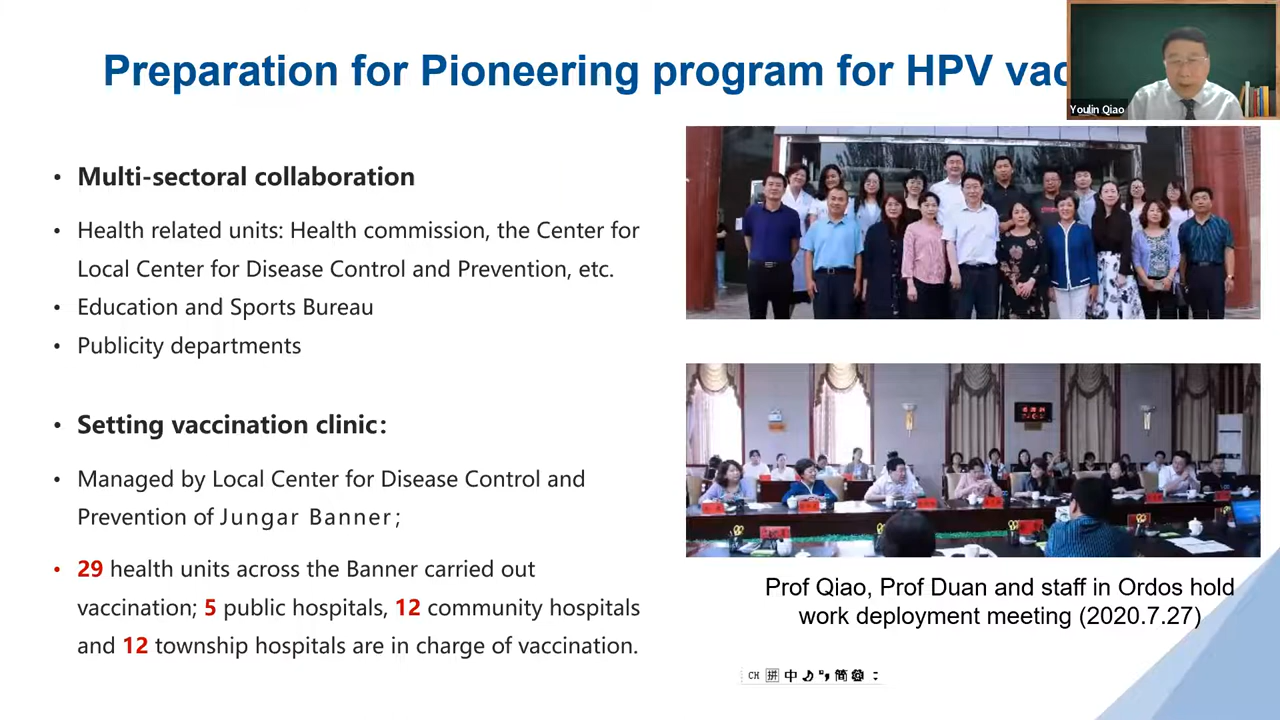 Preparation for Pioneering program for HPV vac
Youlin Qiao
• Multi-sectoral collaboration
• Health related units: Health commission, the Center for
Local Center for Disease Control and Prevention, etc.
• Education and Sports Bureau
• Publicity departments
• Setting vaccination clinic：
• Managed by Local Center for Disease Control and
Prevention of Jungar Banner；
• 29 health units across the Banner carried out
vaccination; 5 public hospitals, 12 community hospitals
and 12 township hospitals are in charge of vaccination.
Prof Qiao, Prof Duan and staff in Ordos hold
work deployment meeting (2020.7.27)
CH 拼 中 简